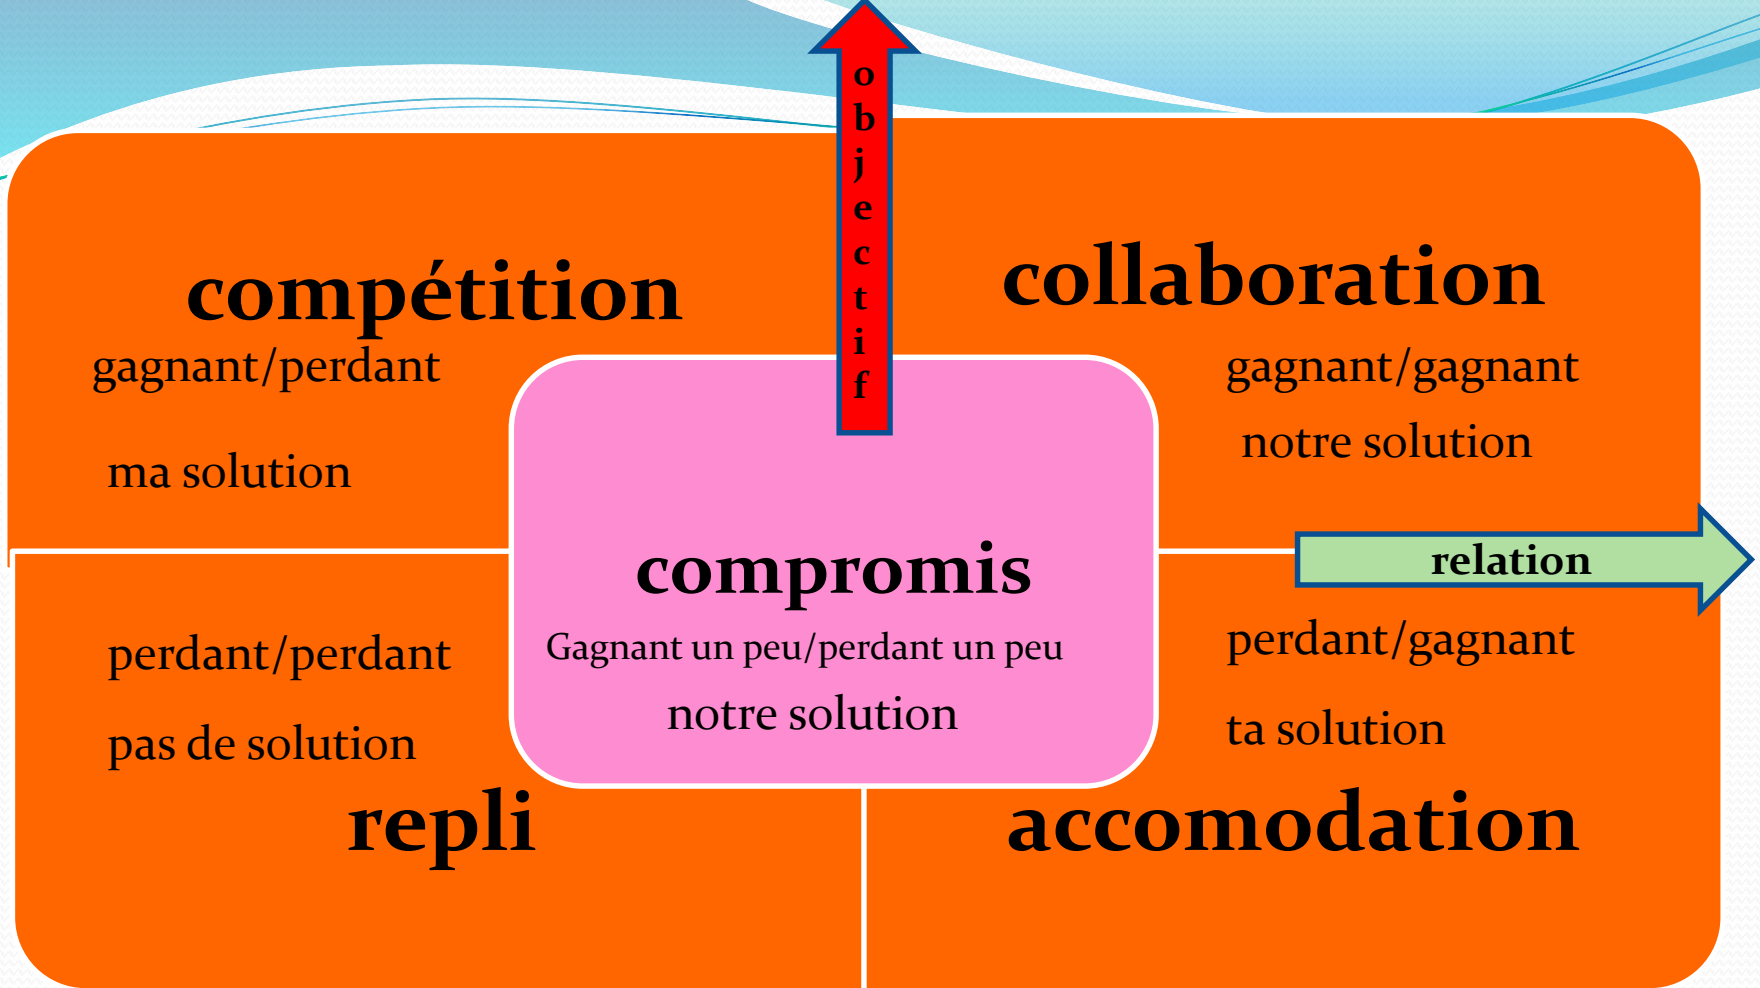 objectif
compétition
gagnant/perdant
ma solution
collaboration
gagnant/gagnant
notre solution
relation
compromis
Gagnant un peu/perdant un peu
notre solution
perdant/perdant
pas de solution
repli
perdant/gagnant
ta solution
accomodation